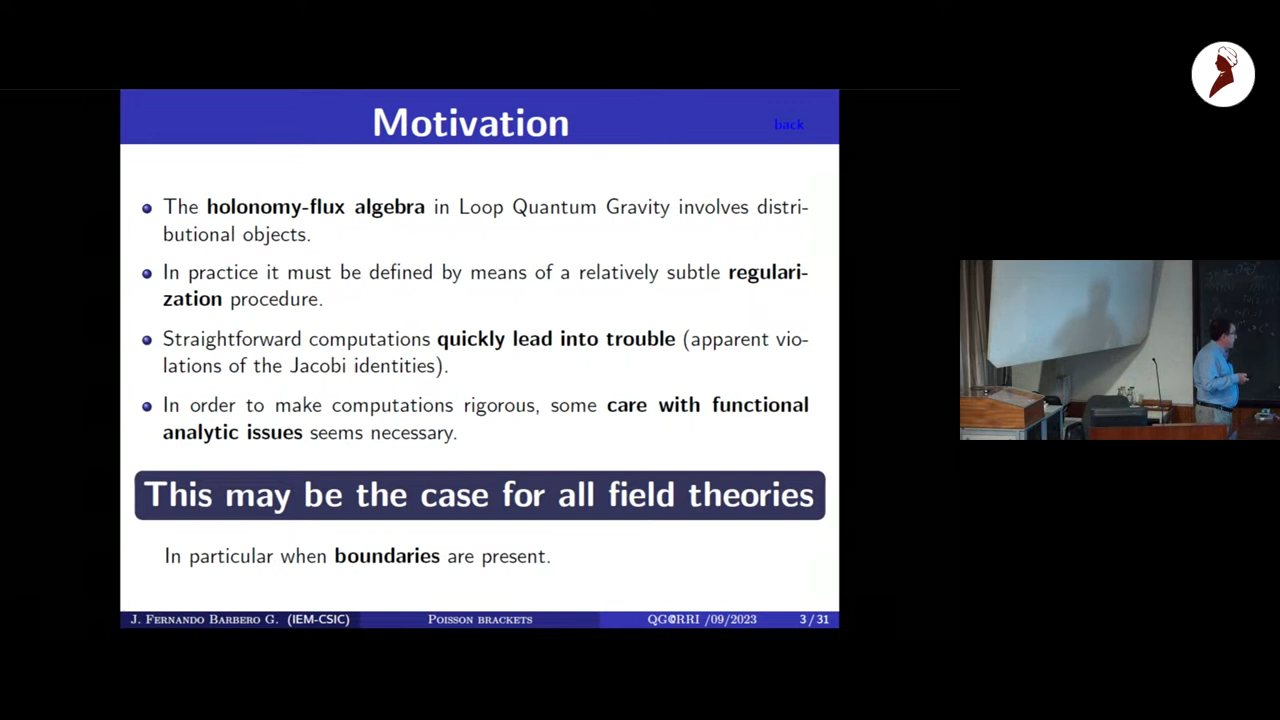 Motivation
back
The holonomy-flux algebra in Loop Quantum Gravity involves distri-
butional objects.
In practice it must be defined by means of a relatively subtle regulari-
zation procedure.
Straightforward computations quickly lead into trouble (apparent vio-
lations of the Jacobi identities).
In order to make computations rigorous, some care with functional
analytic issues seems necessary.
This may be the case for all field theories
In particular when boundaries are present.
J. Fernando Barbero G. (IEM-CSIC) Poisson brackets QG@RRI /09/2023 3 / 31